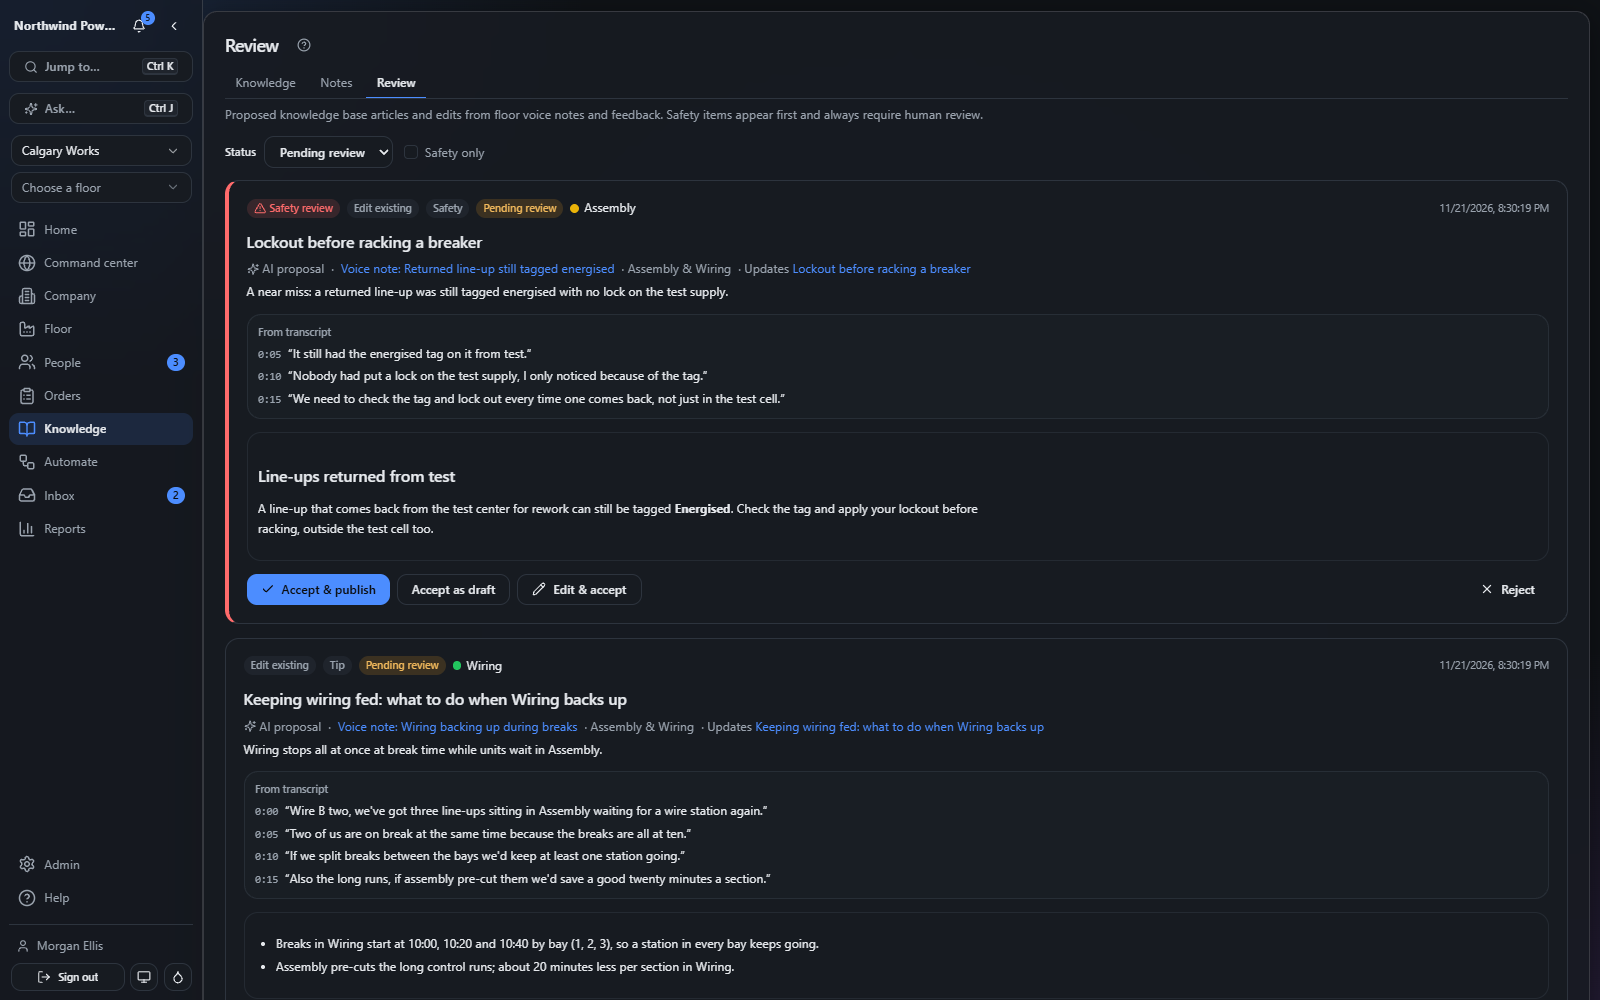 Northwind Pow...
5
Jump to...
Ctrl K
Ask...
Ctrl J
Calgary Works
Choose a floor
Home
Command center
Company
Floor
People
3
Orders
Knowledge
Automate
Inbox
2
Reports
Admin
Help
Morgan Ellis
Sign out
Review
Knowledge
Notes
Review
Proposed knowledge base articles and edits from floor voice notes and feedback. Safety items appear first and always require human review.
Status
Pending review
Safety only
Safety review
Edit existing
Safety
Pending review
Assembly
11/21/2026, 8:30:19 PM
Lockout before racking a breaker
AI proposal · Voice note: Returned line-up still tagged energised · Assembly & Wiring · Updates Lockout before racking a breaker
A near miss: a returned line-up was still tagged energised with no lock on the test supply.
From transcript
0:05 “It still had the energised tag on it from test.”
0:10 “Nobody had put a lock on the test supply, I only noticed because of the tag.”
0:15 “We need to check the tag and lock out every time one comes back, not just in the test cell.”
Line-ups returned from test
A line-up that comes back from the test center for rework can still be tagged Energised. Check the tag and apply your lockout before
racking, outside the test cell too.
Accept & publish
Accept as draft
Edit & accept
Reject
Edit existing
Tip
Pending review
Wiring
11/21/2026, 8:30:19 PM
Keeping wiring fed: what to do when Wiring backs up
AI proposal · Voice note: Wiring backing up during breaks · Assembly & Wiring · Updates Keeping wiring fed: what to do when Wiring backs up
Wiring stops all at once at break time while units wait in Assembly.
From transcript
0:00 “Wire B two, we've got three line-ups sitting in Assembly waiting for a wire station again.”
0:05 “Two of us are on break at the same time because the breaks are all at ten.”
0:10 “If we split breaks between the bays we'd keep at least one station going.”
0:15 “Also the long runs, if assembly pre-cut them we'd save a good twenty minutes a section.”
• Breaks in Wiring start at 10:00, 10:20 and 10:40 by bay (1, 2, 3), so a station in every bay keeps going.
• Assembly pre-cuts the long control runs; about 20 minutes less per section in Wiring.